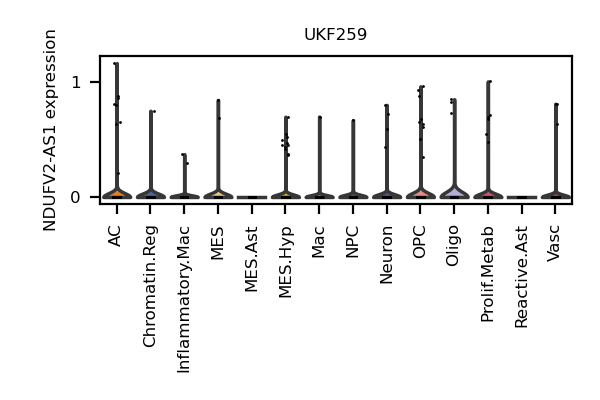 UKF259
NDUFV2-AS1 expression
1
0
AC
Chromatin.Reg
Inflammatory.Mac
MES
MES.Ast
MES.Hyp
Mac
NPC
Neuron
OPC
Oligo
Prolif.Metab
Reactive.Ast
Vasc